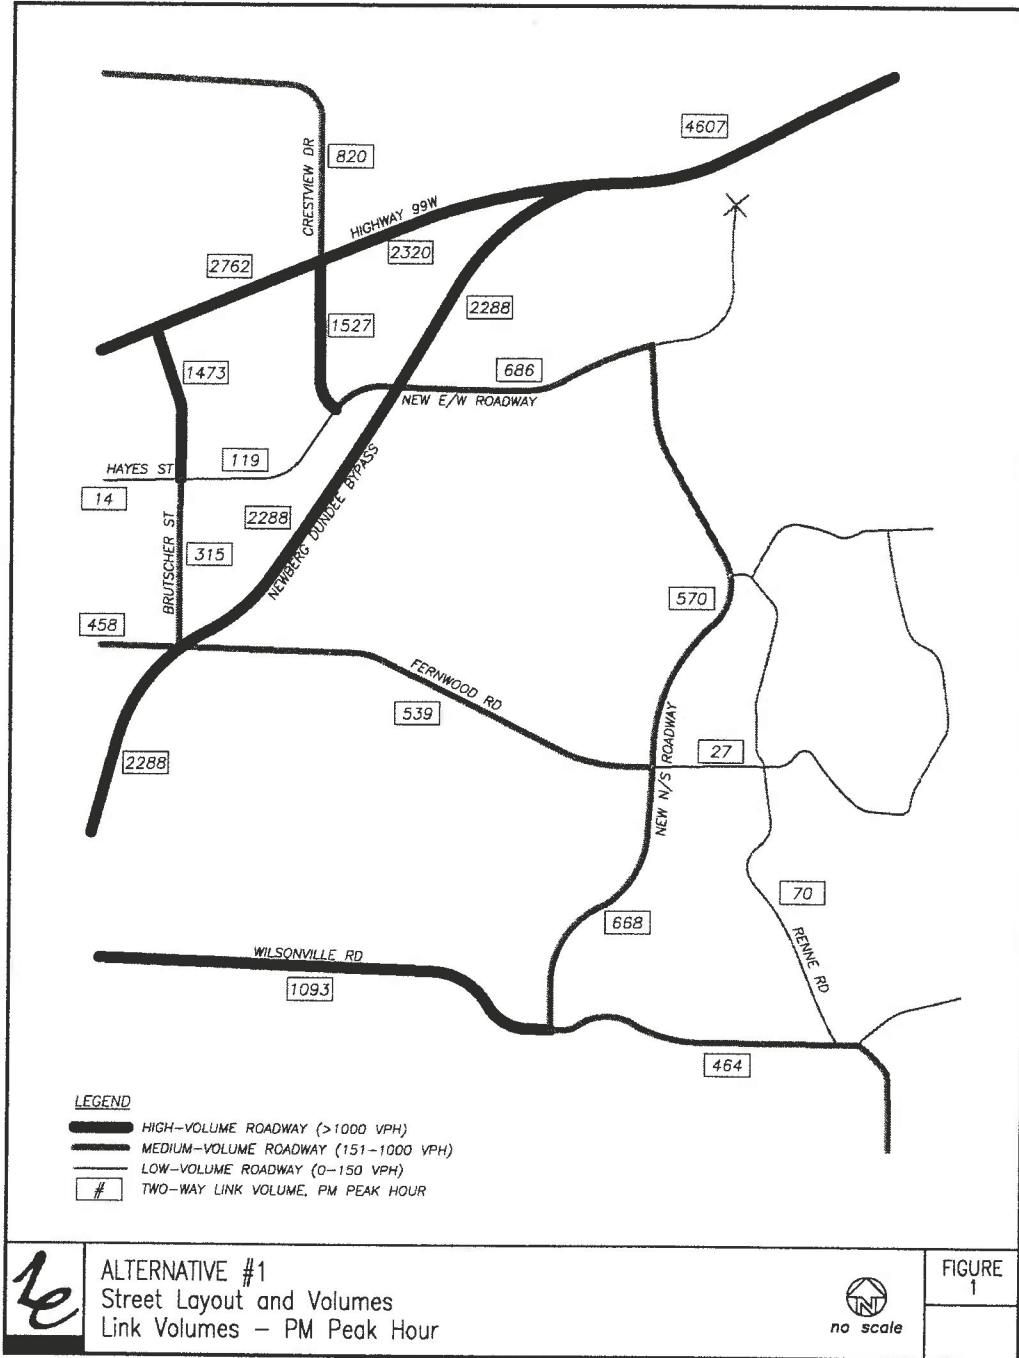 4607
820
CRESTVIEW DR
HIGHWAY 99W
2320
2762
2288
1527
1473
686
NEW E/W ROADWAY
HAYES ST
119
14
2288
NEWBERG DUNDEE BYPASS
BRUTSCHER ST
315
458
570
FERNWOOD RD
539
NEW N/S ROADWAY
27
2288
70
668
RENNE RD
WILSONVILLE RD
1093
464
LEGEND
HIGH-VOLUME ROADWAY (>1000 VPH)
MEDIUM-VOLUME ROADWAY (151-1000 VPH)
LOW-VOLUME ROADWAY (0-150 VPH)
# TWO-WAY LINK VOLUME, PM PEAK HOUR
ALTERNATIVE #1
Street Layout and Volumes
Link Volumes - PM Peak Hour
N
no scale
FIGURE
1